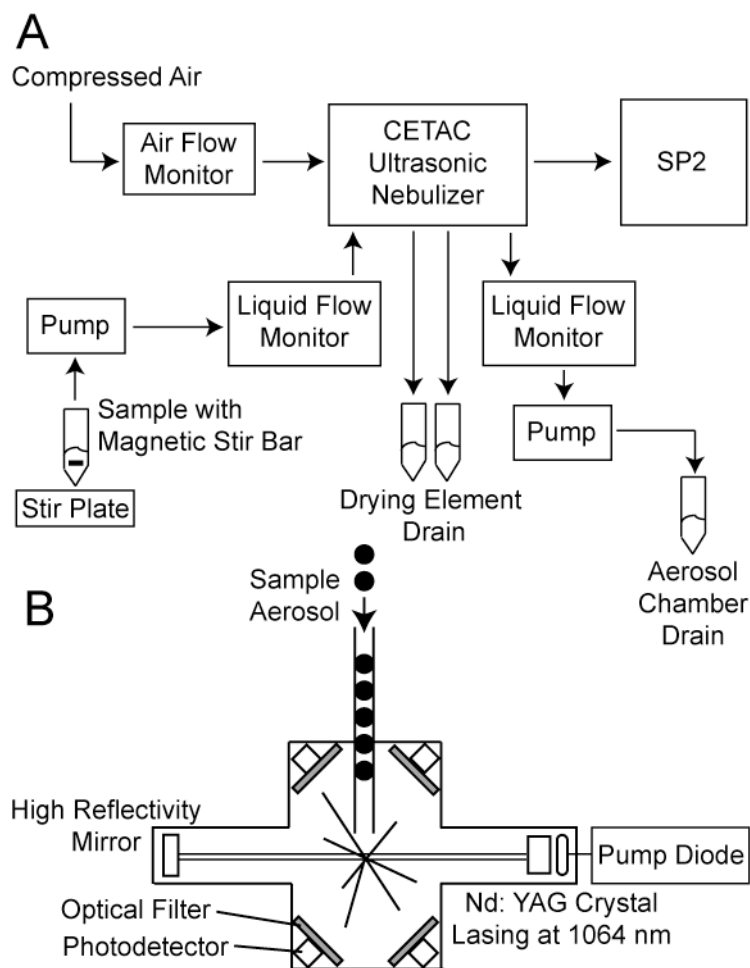 A
Compressed Air
Air Flow
Monitor
CETAC
Ultrasonic
Nebulizer
SP2
Pump
Liquid Flow
Monitor
Liquid Flow
Monitor
Sample with
Magnetic Stir Bar
Stir Plate
Pump
Drying Element
Drain
Aerosol
Chamber
Drain
B
Sample
Aerosol
High Reflectivity
Mirror
Pump Diode
Optical Filter
Photodetector
Nd: YAG Crystal
Lasing at 1064 nm